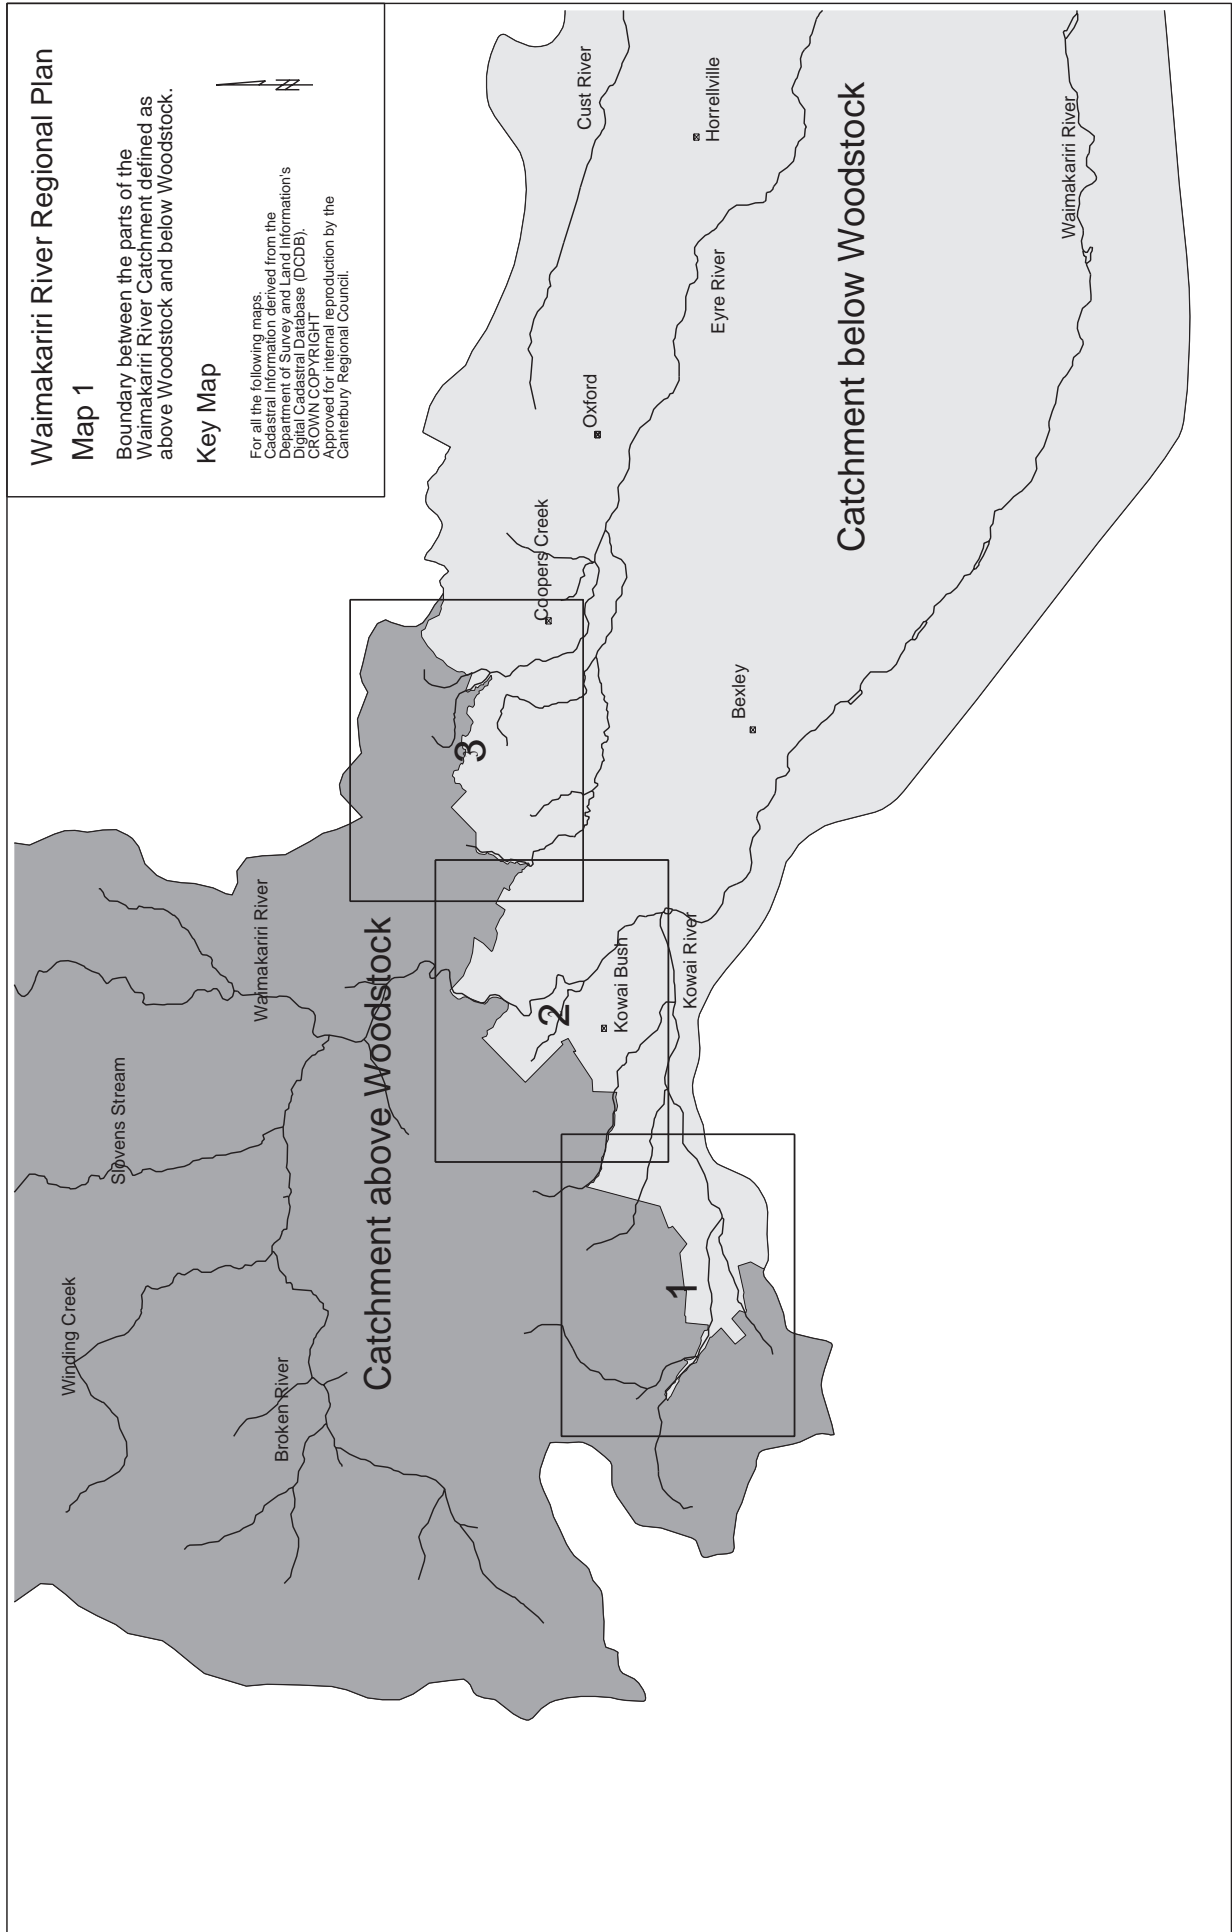 Waimakariri River Regional Plan
Map 1
Boundary between the parts of the
Waimakariri River Catchment defined as
above Woodstock and below Woodstock.
Key Map
For all the following maps.
Cadastral Information derived from the
Department of Survey and Land Information's
Digital Cadastral Database (DCDB).
CROWN COPYRIGHT
Approved for internal reproduction by the
Canterbury Regional Council.
N
Winding Creek
Slovens Stream
Waimakariri River
Broken River
Catchment above Woodstock
3
Coopers Creek
Oxford
Cust River
Horrellville
Eyre River
2
Kowai Bush
Kowai River
Bexley
1
Catchment below Woodstock
Waimakariri River